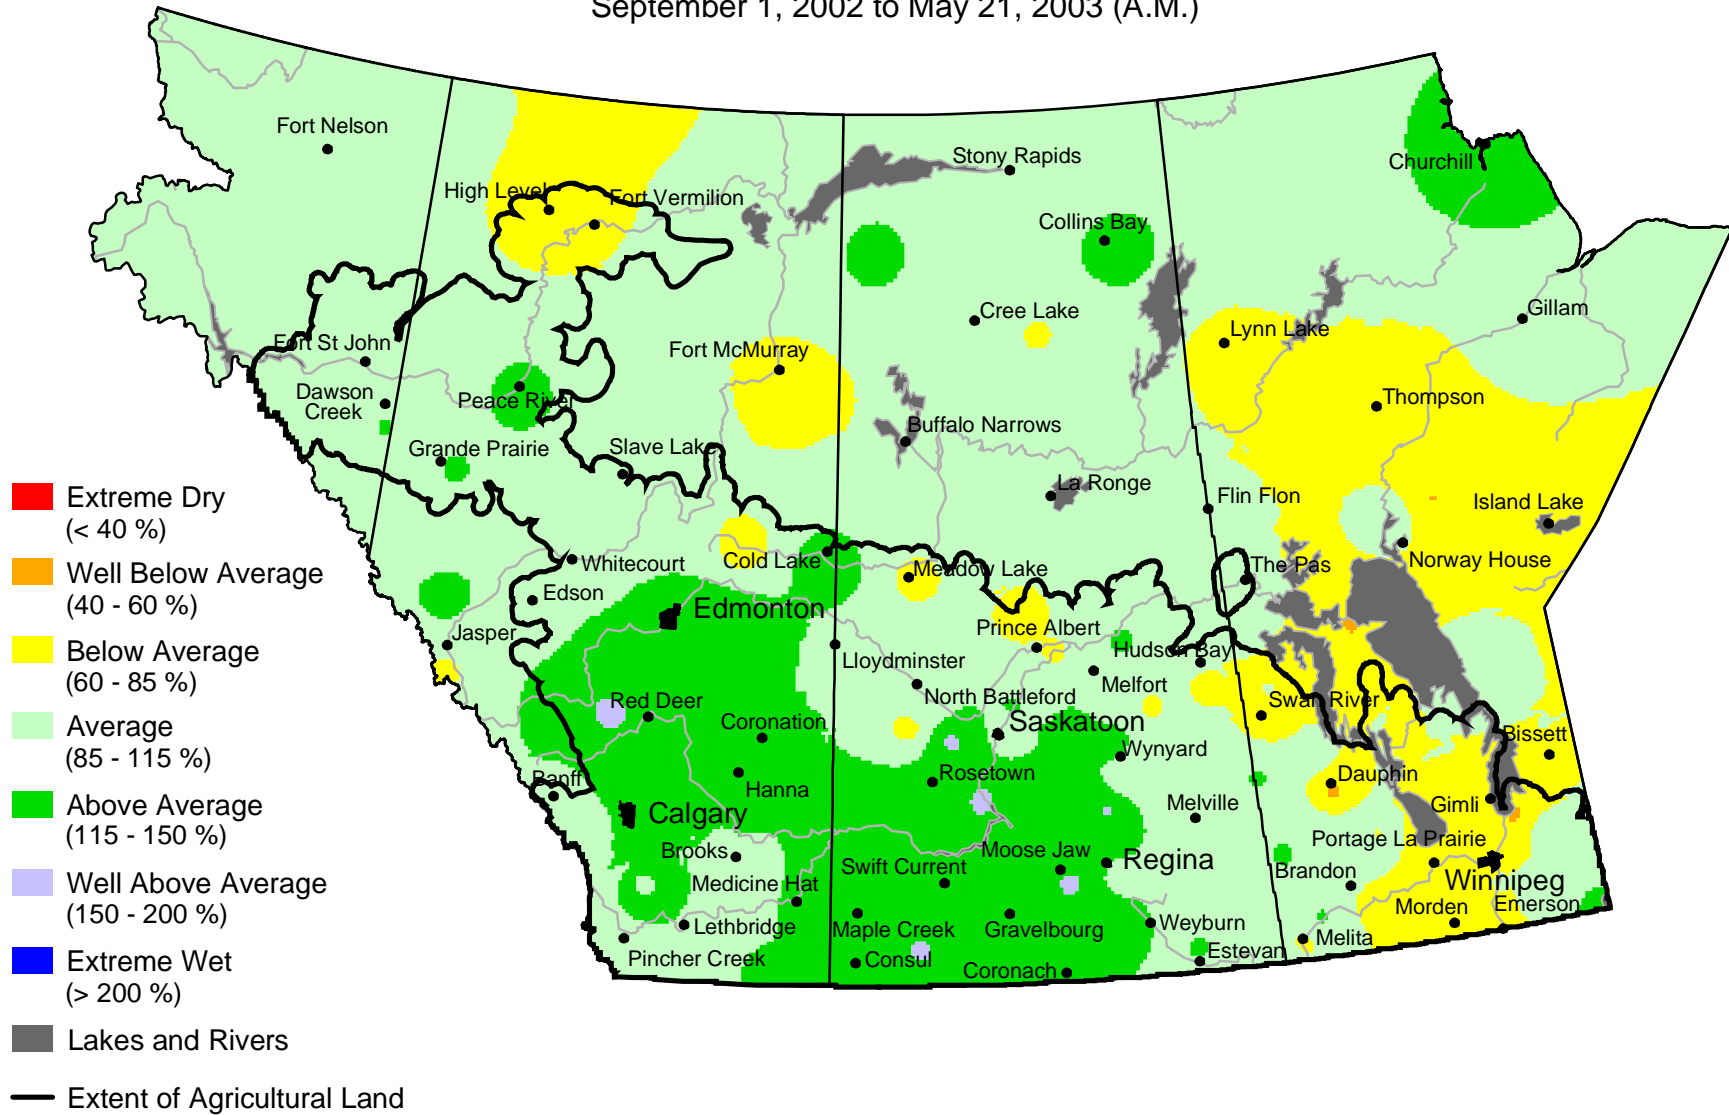 September 1, 2002 to May 21, 2003 (A.M.)
Fort Nelson
High Level
Fort Vermilion
Stony Rapids
Collins Bay
Churchill
Cree Lake
Lynn Lake
Gillam
Fort St John
Fort McMurray
Dawson
Creek
Peace River
Thompson
Buffalo Narrows
Grande Prairie
Slave Lake
La Ronge
Flin Flon
Island Lake
Whitecourt
Cold Lake
Meadow Lake
The Pas
Norway House
Edson
Edmonton
Jasper
Prince Albert
Hudson Bay
Lloydminster
Melfort
North Battleford
Red Deer
Coronation
Saskatoon
Swan River
Bissett
Wynyard
Banff
Hanna
Rosetown
Dauphin
Calgary
Melville
Gimli
Brooks
Moose Jaw
Regina
Portage La Prairie
Swift Current
Medicine Hat
Brandon
Winnipeg
Lethbridge
Maple Creek
Gravelbourg
Weyburn
Morden
Emerson
Pincher Creek
Consul
Coronach
Estevan
Melita
Extreme Dry
(< 40 %)
Well Below Average
(40 - 60 %)
Below Average
(60 - 85 %)
Average
(85 - 115 %)
Above Average
(115 - 150 %)
Well Above Average
(150 - 200 %)
Extreme Wet
(> 200 %)
Lakes and Rivers
Extent of Agricultural Land